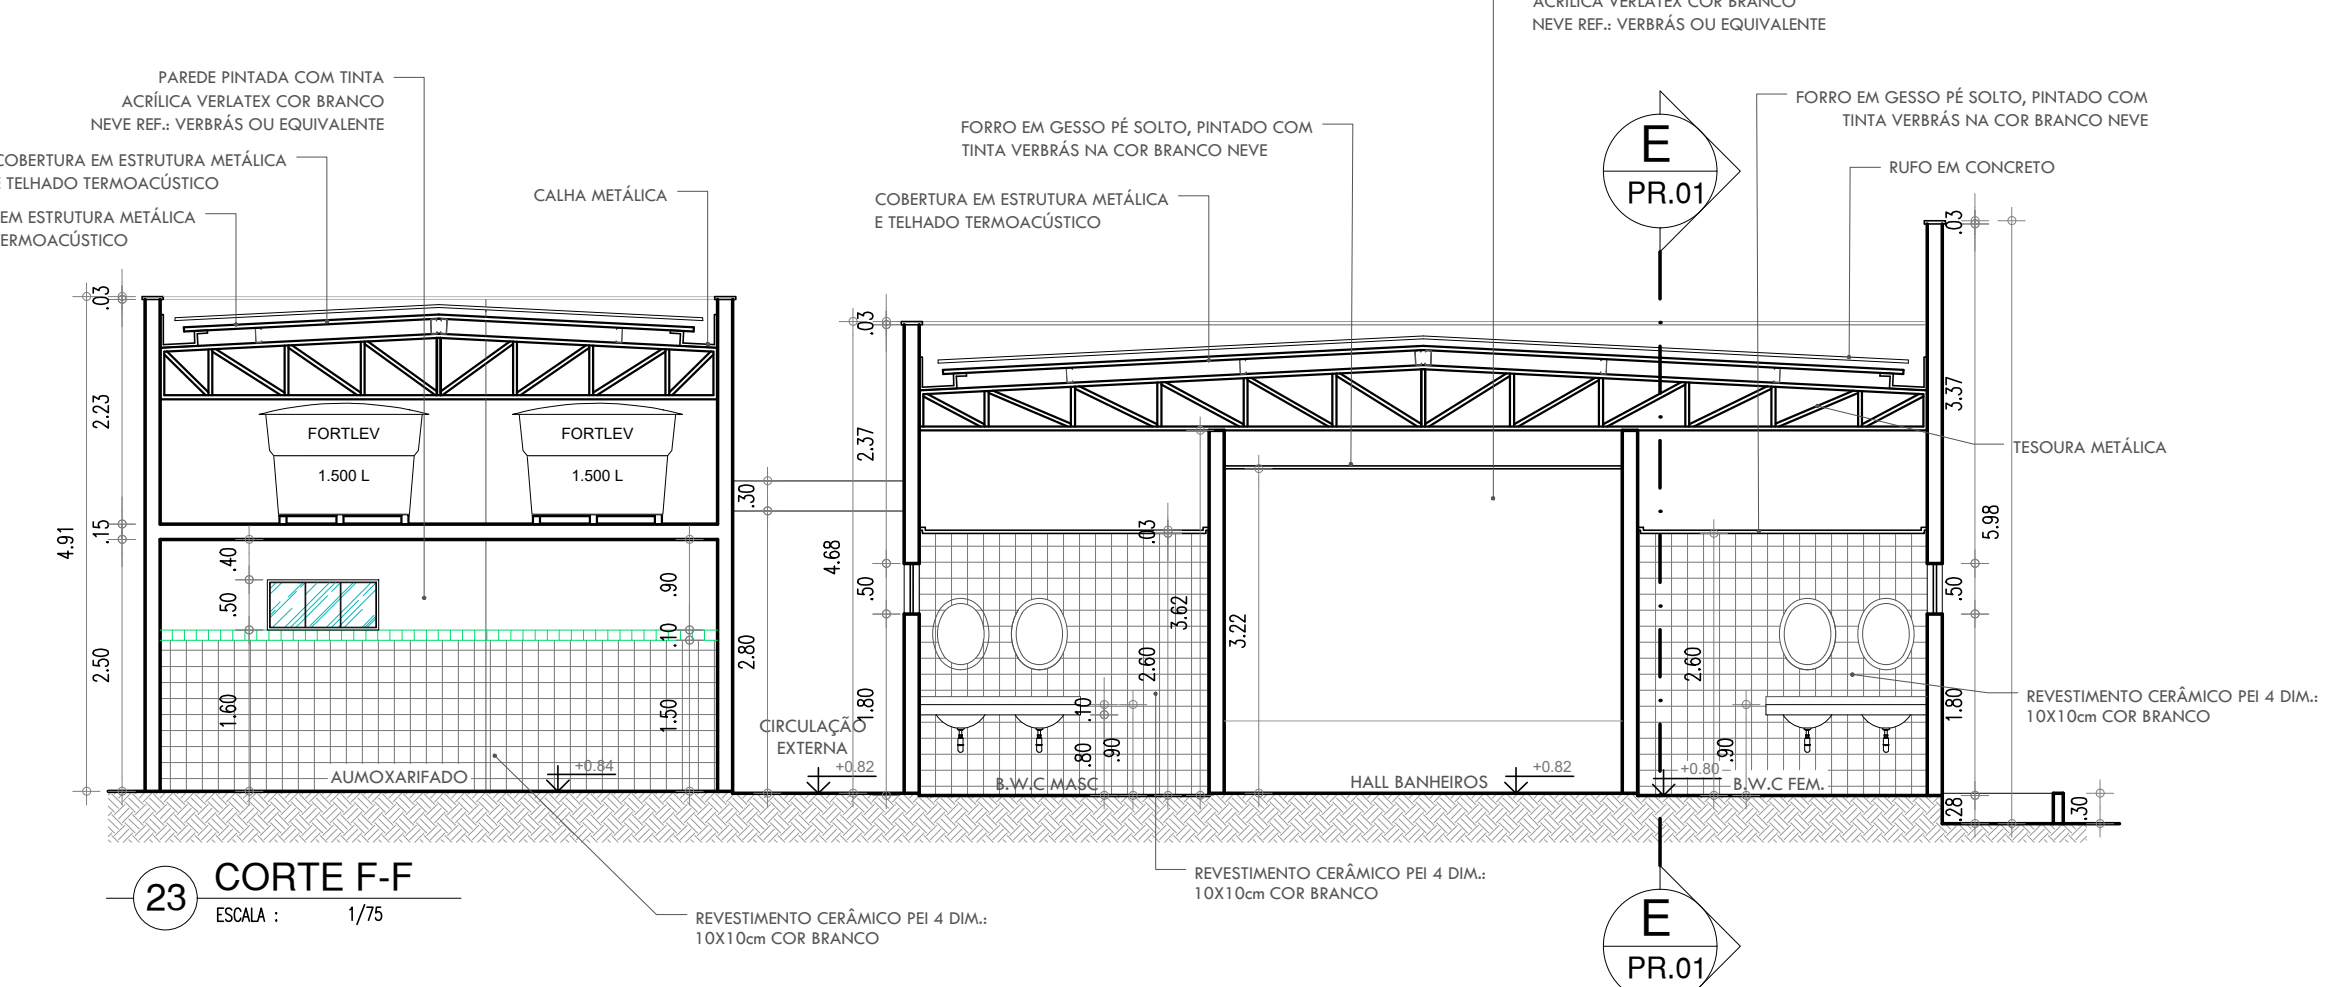 ACRÍLICA VERLATEX COR BRANCO
NEVE REF.: VERBRÁS OU EQUIVALENTE
PAREDE PINTADA COM TINTA
ACRÍLICA VERLATEX COR BRANCO
NEVE REF.: VERBRÁS OU EQUIVALENTE
COBERTURA EM ESTRUTURA METÁLICA
E TELHADO TERMOACÚSTICO
EM ESTRUTURA METÁLICA
TERMOACÚSTICO
CALHA METÁLICA
FORRO EM GESSO PÉ SOLTO, PINTADO COM
TINTA VERBRÁS NA COR BRANCO NEVE
COBERTURA EM ESTRUTURA METÁLICA
E TELHADO TERMOACÚSTICO
E
PR.01
FORRO EM GESSO PÉ SOLTO, PINTADO COM
TINTA VERBRÁS NA COR BRANCO NEVE
RUFO EM CONCRETO
TESOURA METÁLICA
FORTLEV
1.500 L
FORTLEV
1.500 L
4.91
.03
2.23
.15
2.50
.40
.50
1.60
.90
.10
1.50
.30
2.80
4.68
.03
2.37
.50
1.80
.03
3.62
2.60
.10
.80
.90
3.22
2.60
.90
.03
3.37
.50
1.80
.28
5.98
.30
AUMOXARIFADO
+0.84
CIRCULAÇÃO
EXTERNA
+0.82
B.W.C MASC
HALL BANHEIROS
+0.82
+0.80
B.W.C FEM.
REVESTIMENTO CERÂMICO PEI 4 DIM.:
10X10cm COR BRANCO
REVESTIMENTO CERÂMICO PEI 4 DIM.:
10X10cm COR BRANCO
REVESTIMENTO CERÂMICO PEI 4 DIM.:
10X10cm COR BRANCO
23
CORTE F-F
ESCALA : 1/75
E
PR.01